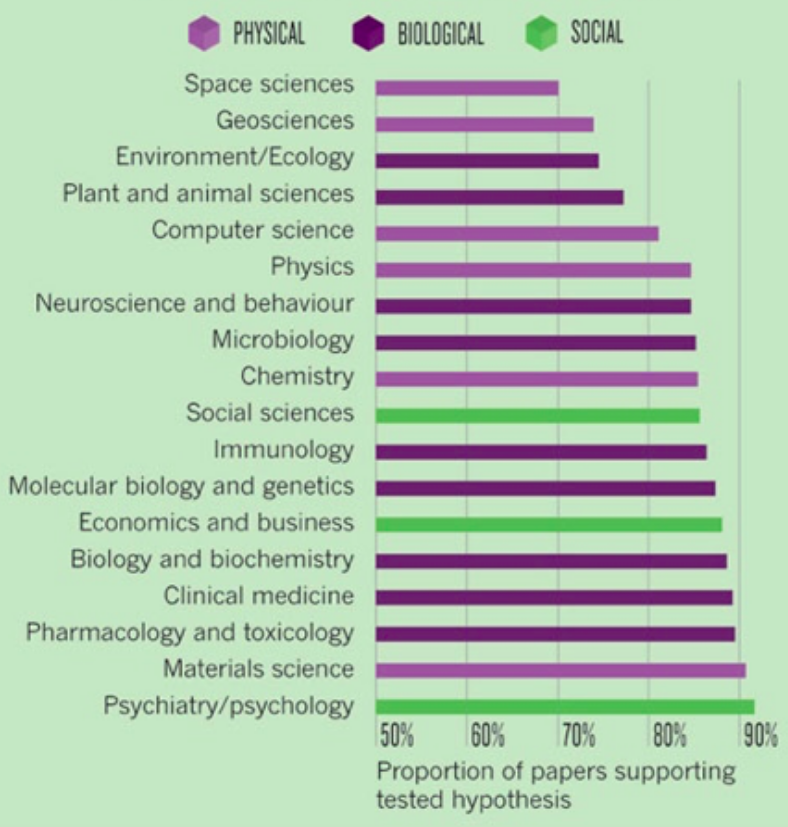 PHYSICAL BIOLOGICAL SOCIAL
Space sciences
Geosciences
Environment/Ecology
Plant and animal sciences
Computer science
Physics
Neuroscience and behaviour
Microbiology
Chemistry
Social sciences
Immunology
Molecular biology and genetics
Economics and business
Biology and biochemistry
Clinical medicine
Pharmacology and toxicology
Materials science
Psychiatry/psychology
50% 60% 70% 80% 90%
Proportion of papers supporting
tested hypothesis